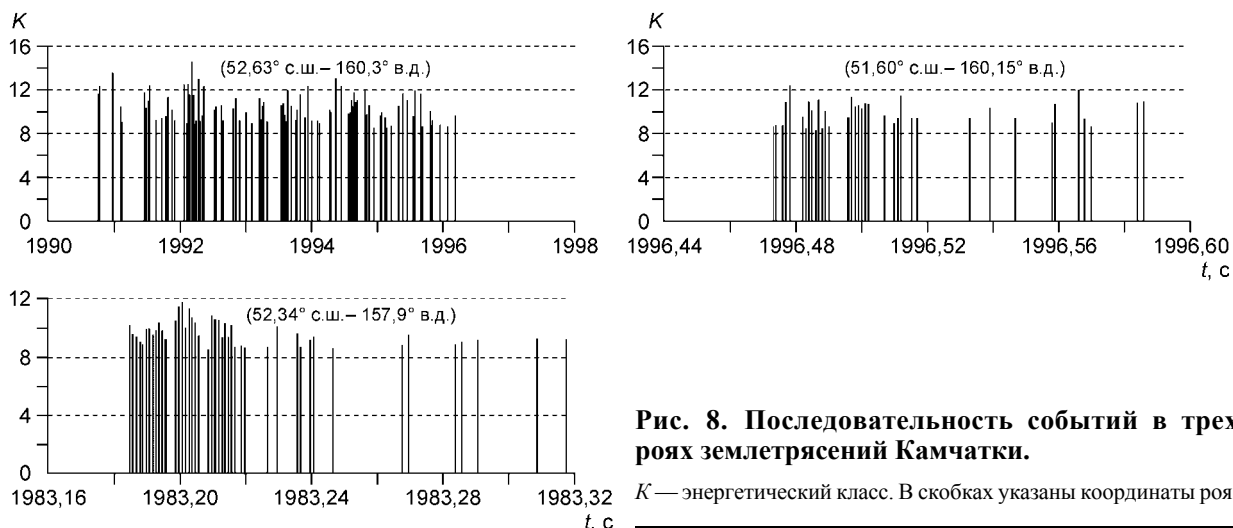 K
16
12
8
4
0
(52,63° с.ш.– 160,3° в.д.)
1990 1992 1994 1996 1998
K
16
12
8
4
0
(51,60° с.ш.– 160,15° в.д.)
1996,44 1996,48 1996,52 1996,56 1996,60
t, с
12
8
4
0
(52,34° с.ш.– 157,9° в.д.)
1983,16 1983,20 1983,24 1983,28 1983,32
t, с
Рис. 8. Последовательность событий в трех
роях землетрясений Камчатки.
K — энергетический класс. В скобках указаны координаты роя